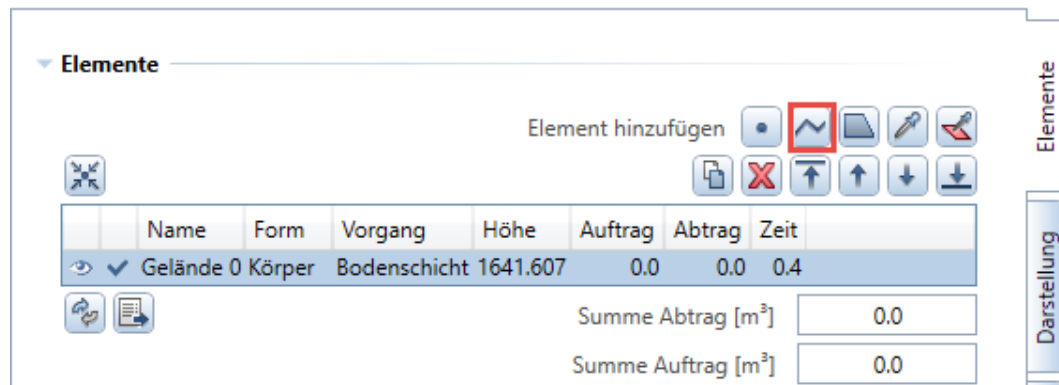 Elemente
Element hinzufügen
Name Form Vorgang Höhe Auftrag Abtrag Zeit
Gelände 0 Körper Bodenschicht 1641.607 0.0 0.0 0.4
Summe Abtrag [m³] 0.0
Summe Auftrag [m³] 0.0
Elemente
Darstellung